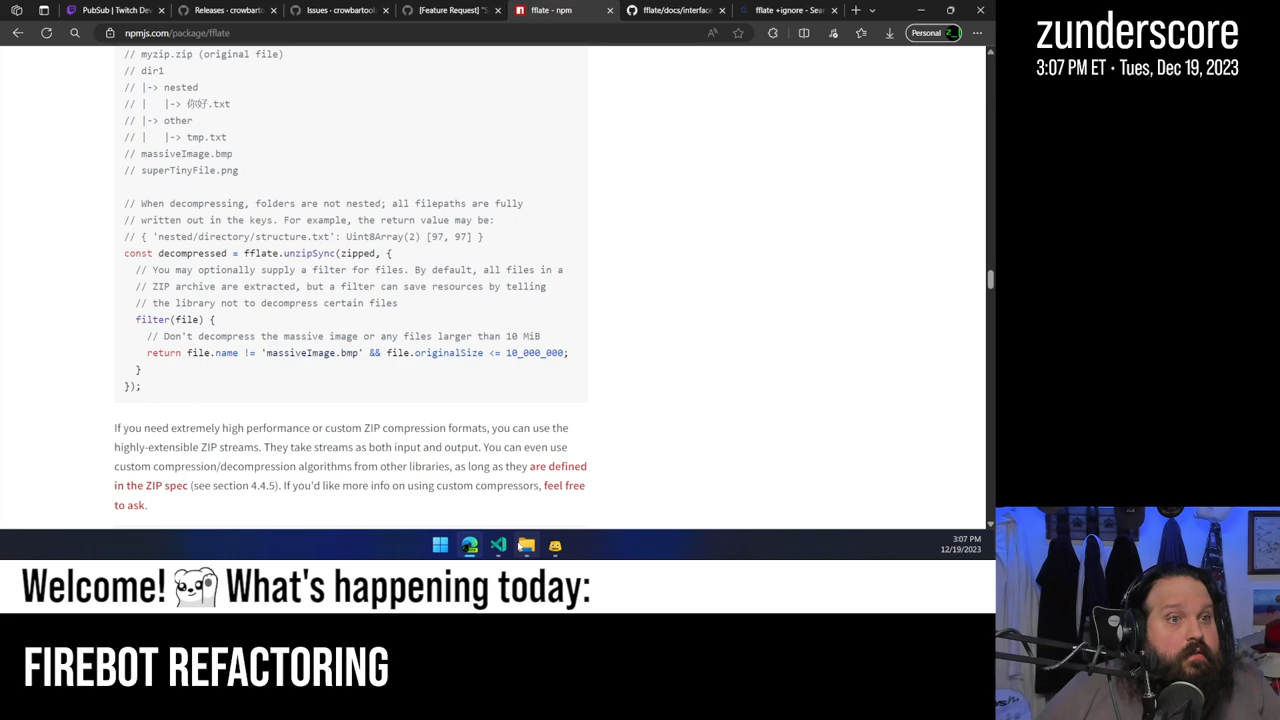 PubSub | Twitch Dev
Releases · crowbarto
Issues · crowbartool
[Feature Request] "S
fflate - npm
fflate/docs/interface
fflate +ignore - Sea
npmjs.com/package/fflate
Personal
// myzip.zip (original file)
// dir1
// |-> nested
// |   |-> 你好.txt
// |-> other
// |   |-> tmp.txt
// massiveImage.bmp
// superTinyFile.png
// When decompressing, folders are not nested; all filepaths are fully
// written out in the keys. For example, the return value may be:
// { 'nested/directory/structure.txt': Uint8Array(2) [97, 97] }
const decompressed = fflate.unzipSync(zipped, {
// You may optionally supply a filter for files. By default, all files in a
// ZIP archive are extracted, but a filter can save resources by telling
// the library not to decompress certain files
filter(file) {
// Don't decompress the massive image or any files larger than 10 MiB
return file.name != 'massiveImage.bmp' && file.originalSize <= 10_000_000;
}
});
If you need extremely high performance or custom ZIP compression formats, you can use the
highly-extensible ZIP streams. They take streams as both input and output. You can even use
custom compression/decompression algorithms from other libraries, as long as they are defined
in the ZIP spec (see section 4.4.5). If you'd like more info on using custom compressors, feel free
to ask.
3:07 PM
12/19/2023
zunderscore
3:07 PM ET • Tues, Dec 19, 2023
Welcome! What's happening today:
FIREBOT REFACTORING